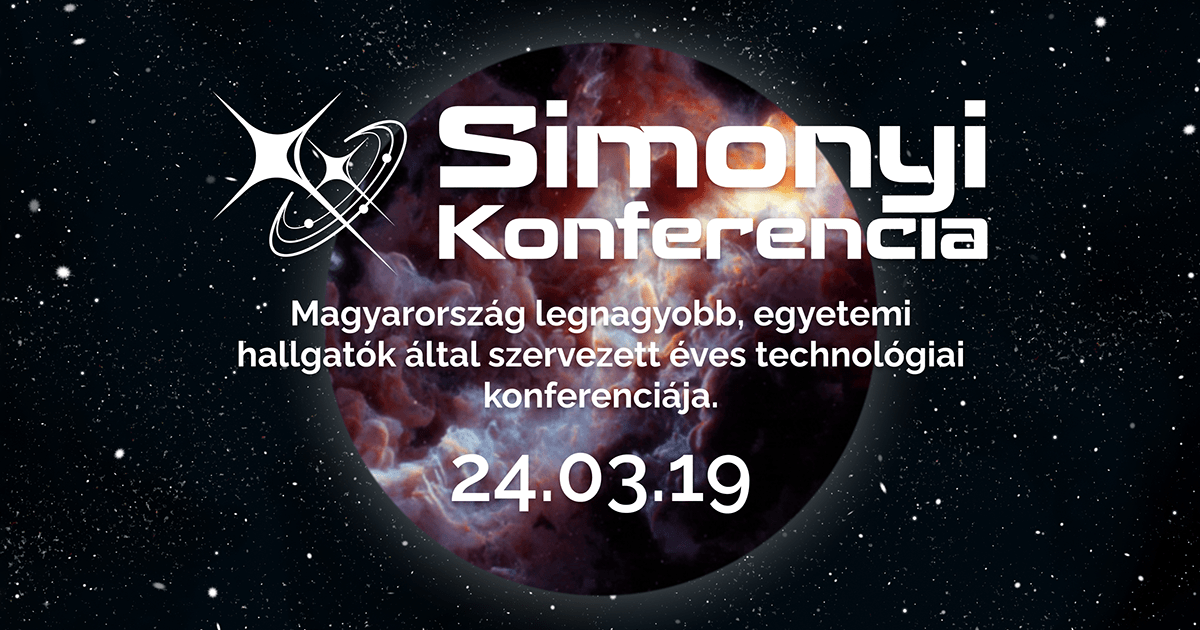 Simonyi
Konferencia
Magyarország legnagyobb, egyetemi
hallgatók által szervezett éves technológiai
konferenciája.
24.03.19